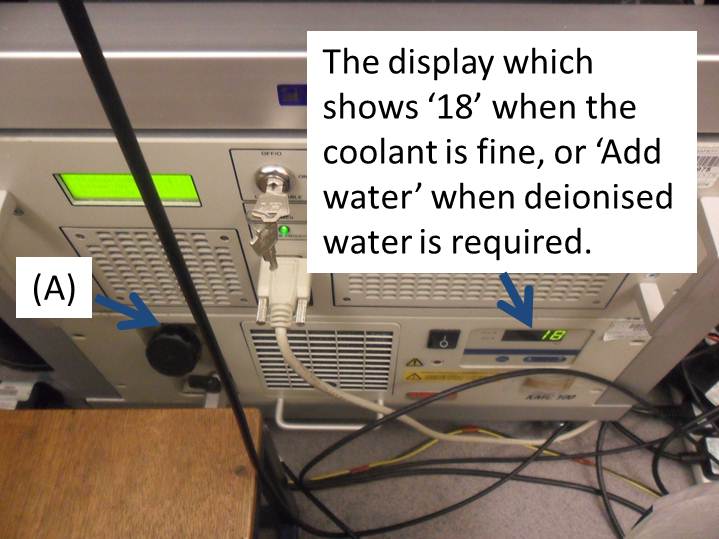 The display which
shows ‘18’ when the
coolant is fine, or ‘Add
water’ when deionised
water is required.
(A)
18